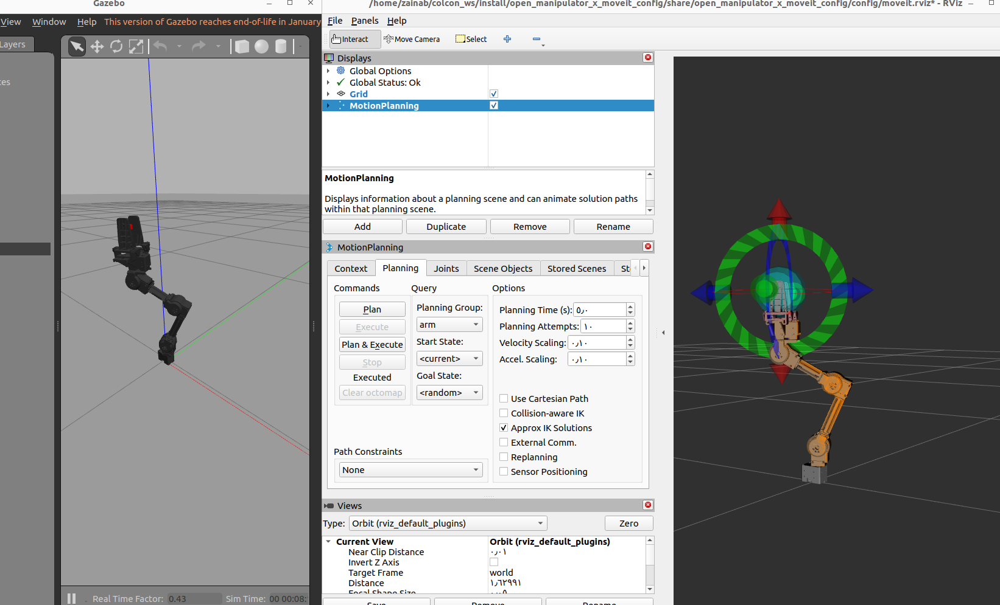 Gazebo
View Window Help This version of Gazebo reaches end-of-life in January
Layers
Real Time Factor: 0.43 Sim Time: 00 00:08:
/home/zainab/colcon_ws/install/open_manipulator_x_moveit_config/share/open_manipulator_x_moveit_config/config/moveit.rviz* - RViz
File Panels Help
Interact Move Camera Select
Displays
Global Options
Global Status: Ok
Grid
MotionPlanning
MotionPlanning
Displays information about a planning scene and can animate solution paths
within that planning scene.
Add Duplicate Remove Rename
MotionPlanning
Context Planning Joints Scene Objects Stored Scenes St
Commands Query Options
Plan
Execute
Plan & Execute
Stop
Executed
Clear octomap
Planning Group:
arm
Start State:
<current>
Goal State:
<random>
Planning Time (s): ٥٫٠
Planning Attempts: ١٠
Velocity Scaling: ٠٫١٠
Accel. Scaling: ٠٫١٠
Use Cartesian Path
Collision-aware IK
Approx IK Solutions
External Comm.
Replanning
Sensor Positioning
Path Constraints
None
Views
Type: Orbit (rviz_default_plugins) Zero
Current View Orbit (rviz_default_plugins)
Near Clip Distance ٠٫٠١
Invert Z Axis
Target Frame world
Distance ١٫٦٢٩٩١
Focal Shape Size ٠٫٠٥
Save Remove Rename